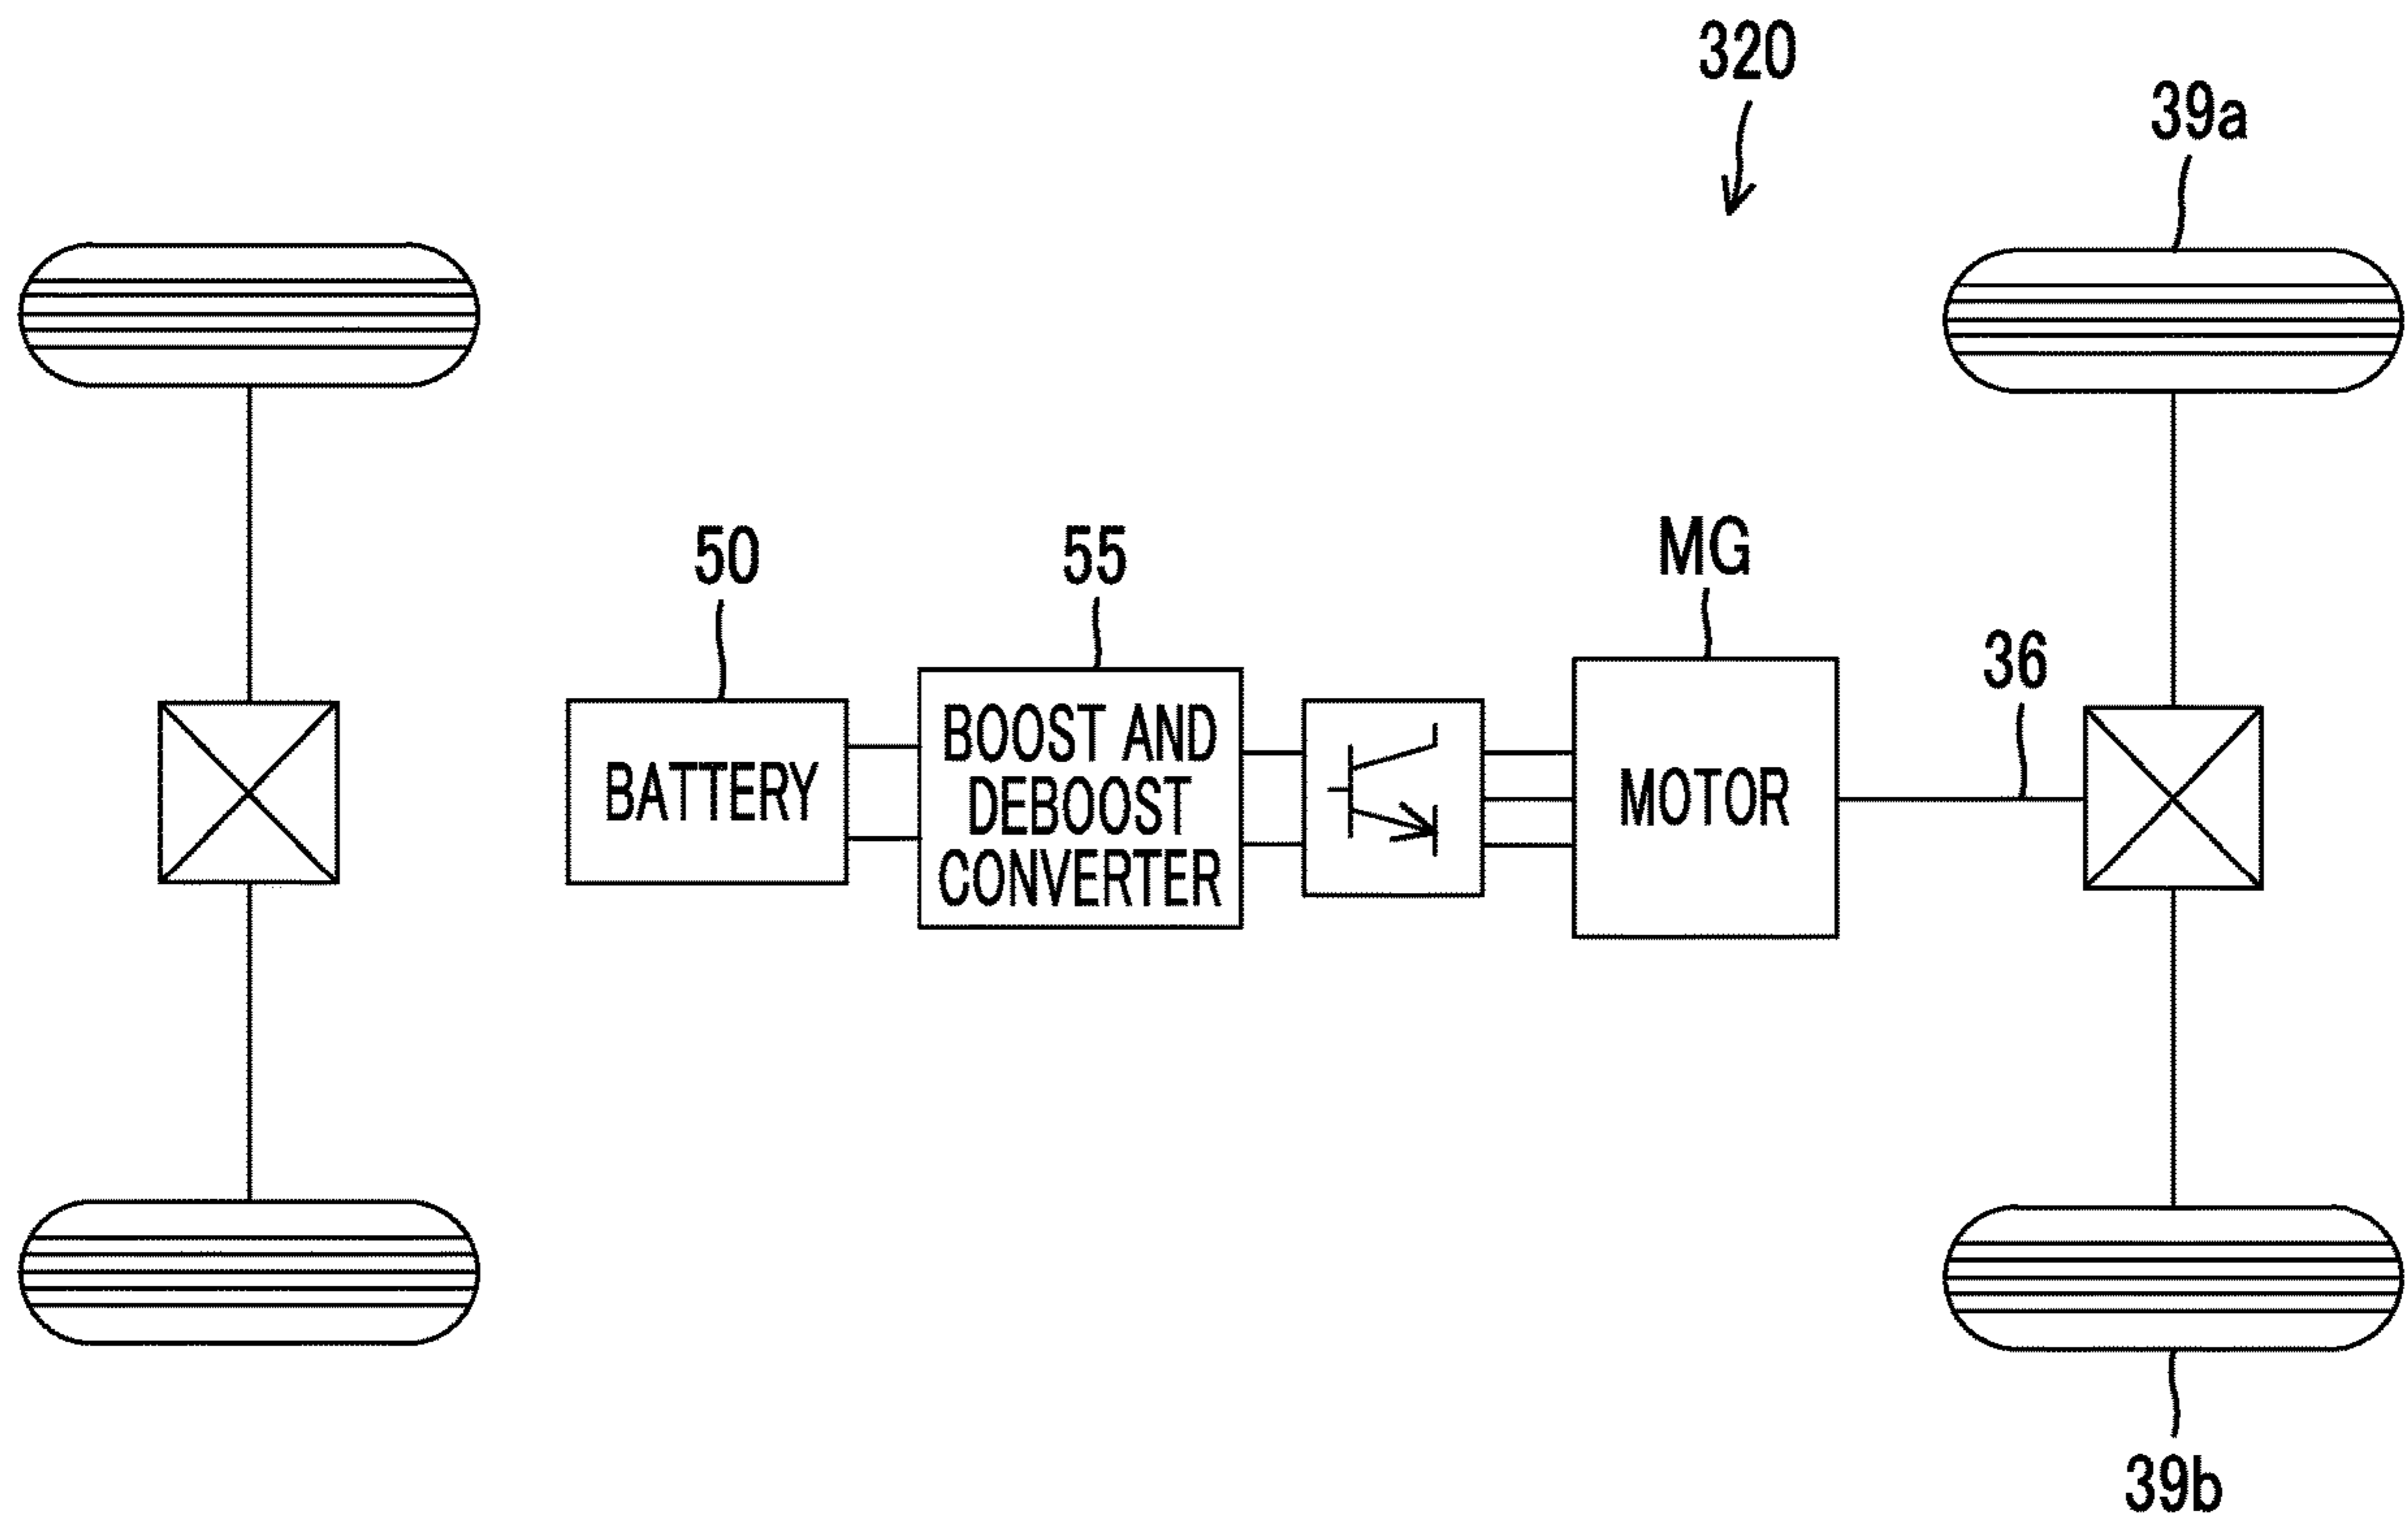 320
39a
50
55
MG
36
BATTERY
BOOST AND
DEBOOST
CONVERTER
MOTOR
39b